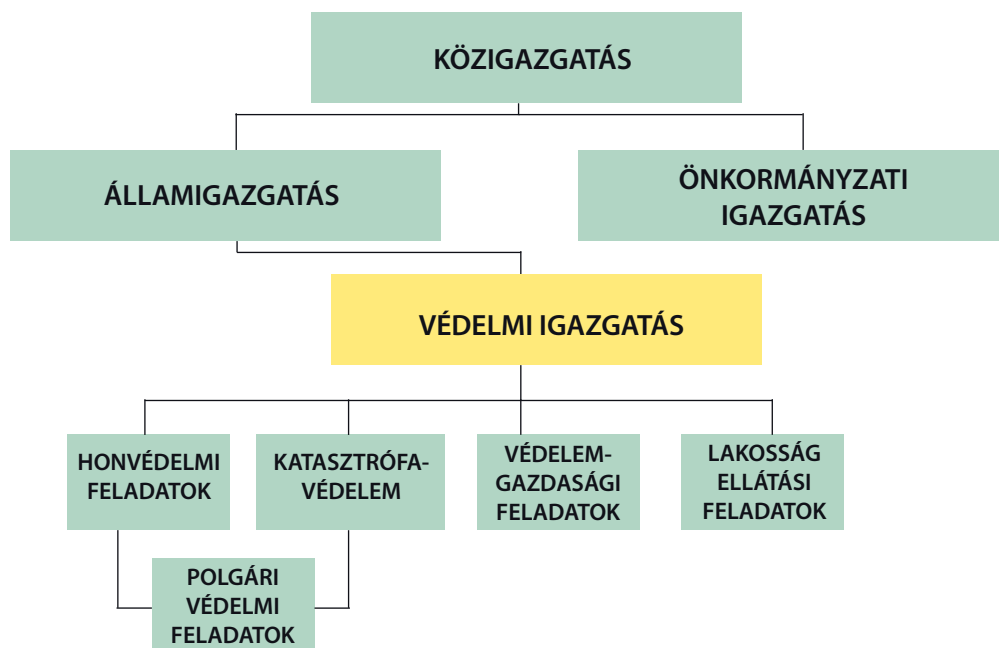 KÖZIGAZGATÁS
ÁLLAMIGAZGATÁS
ÖNKORMÁNYZATI
IGAZGATÁS
VÉDELMI IGAZGATÁS
HONVÉDELMI
FELADATOK
KATASZTRÓFA-
VÉDELEM
VÉDELEM-
GAZDASÁGI
FELADATOK
LAKOSSÁG
ELLÁTÁSI
FELADATOK
POLGÁRI
VÉDELMI
FELADATOK